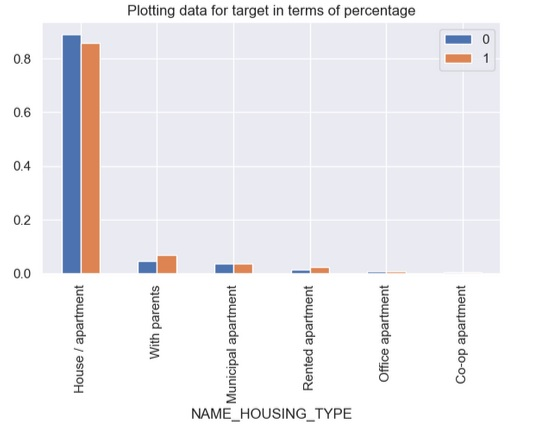 Plotting data for target in terms of percentage
0
1
0.8
0.6
0.4
0.2
0.0
House / apartment
With parents
Municipal apartment
Rented apartment
Office apartment
Co-op apartment
NAME_HOUSING_TYPE